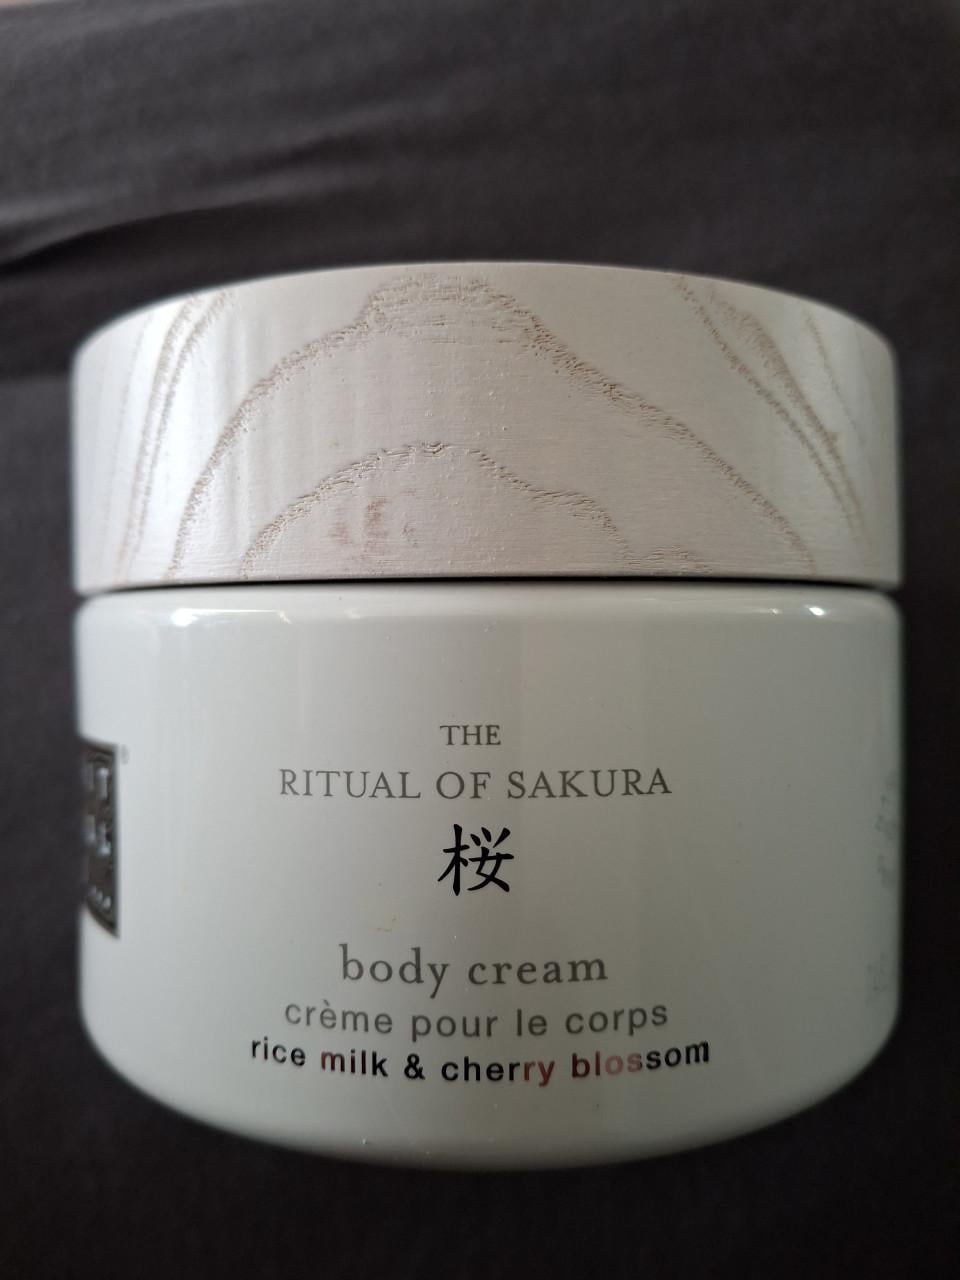 THE
RITUAL OF SAKURA
桜
body cream
crème pour le corps
rice milk & cherry blossom